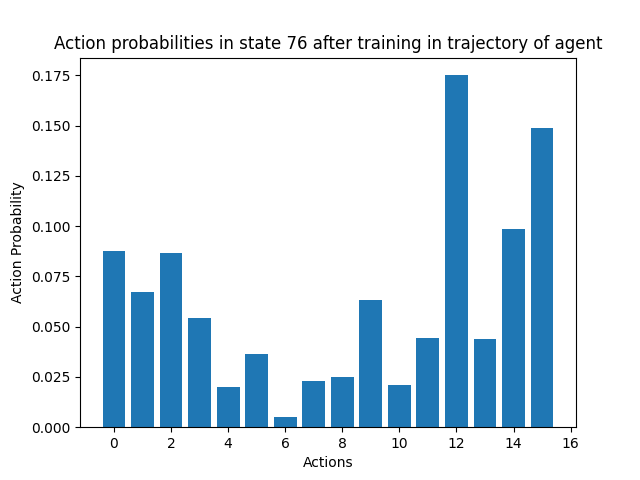 Action probabilities in state 76 after training in trajectory of agent
0.175
0.150
0.125
0.100
0.075
0.050
0.025
0.000
Action Probability
0 2 4 6 8 10 12 14 16
Actions